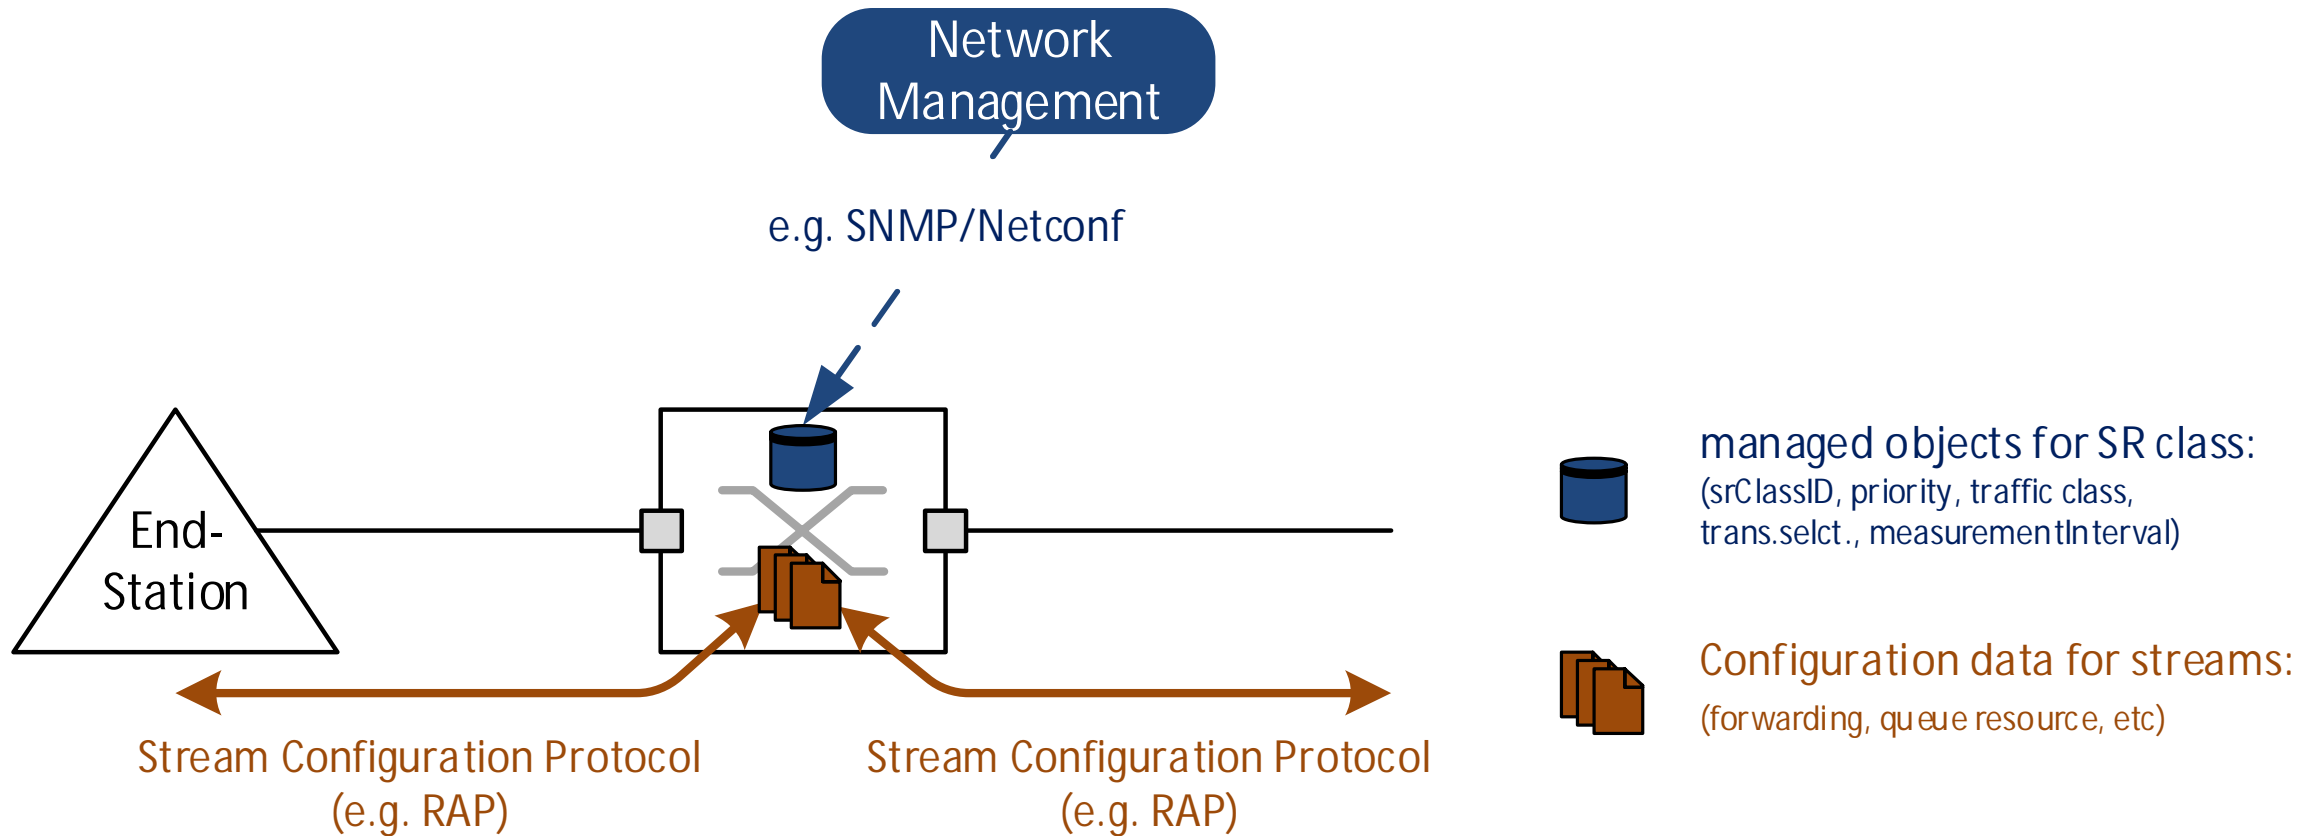 Network
Management
e.g. SNMP/Netconf
End-
Station
Stream Configuration Protocol
(e.g. RAP)
Stream Configuration Protocol
(e.g. RAP)
managed objects for SR class:
(srClassID, priority, traffic class,
trans.selct., measurementInterval)
Configuration data for streams:
(forwarding, queue resource, etc)